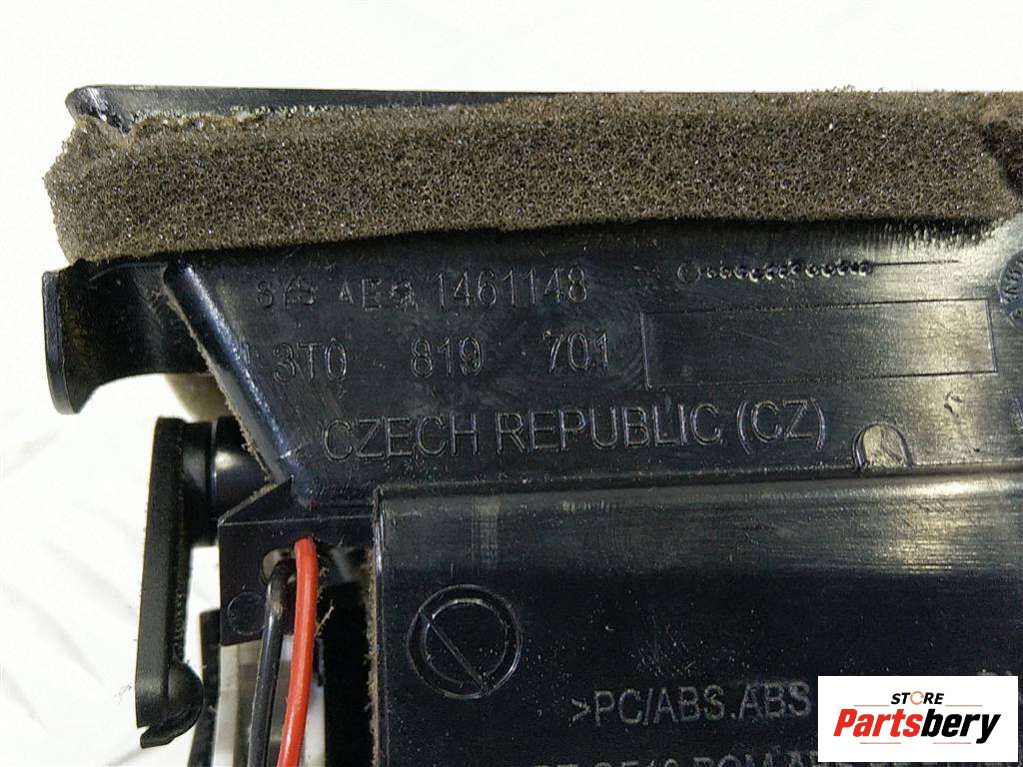 1461148
3T0 819 701
CZECH REPUBLIC (CZ)
>PC/ABS.ABS
STORE
Partsbery